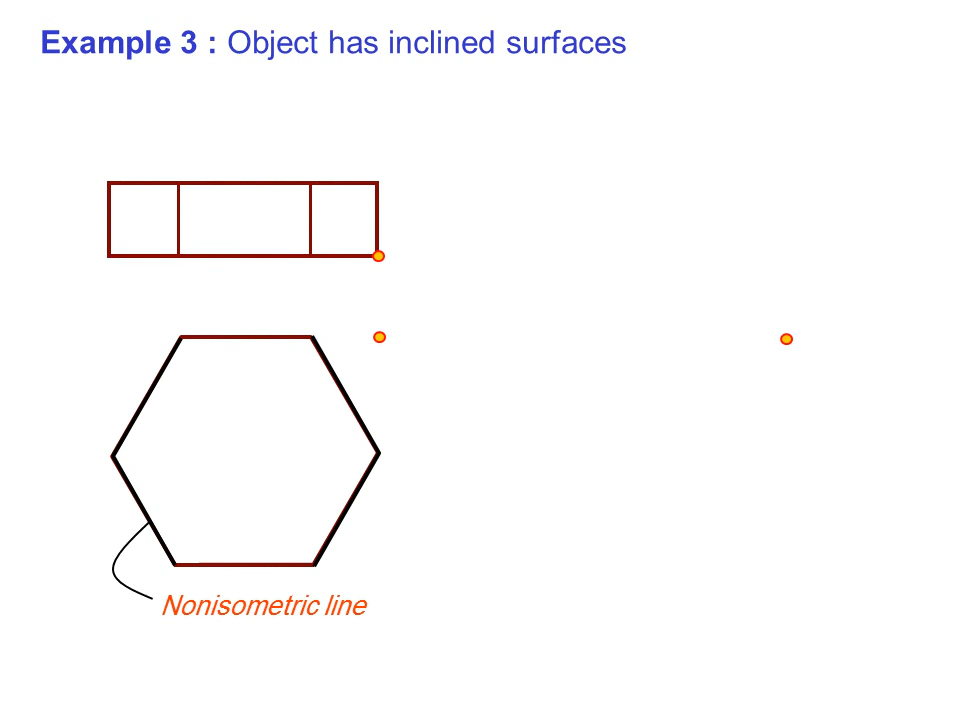 Example 3 : Object has inclined surfaces
Nonisometric line